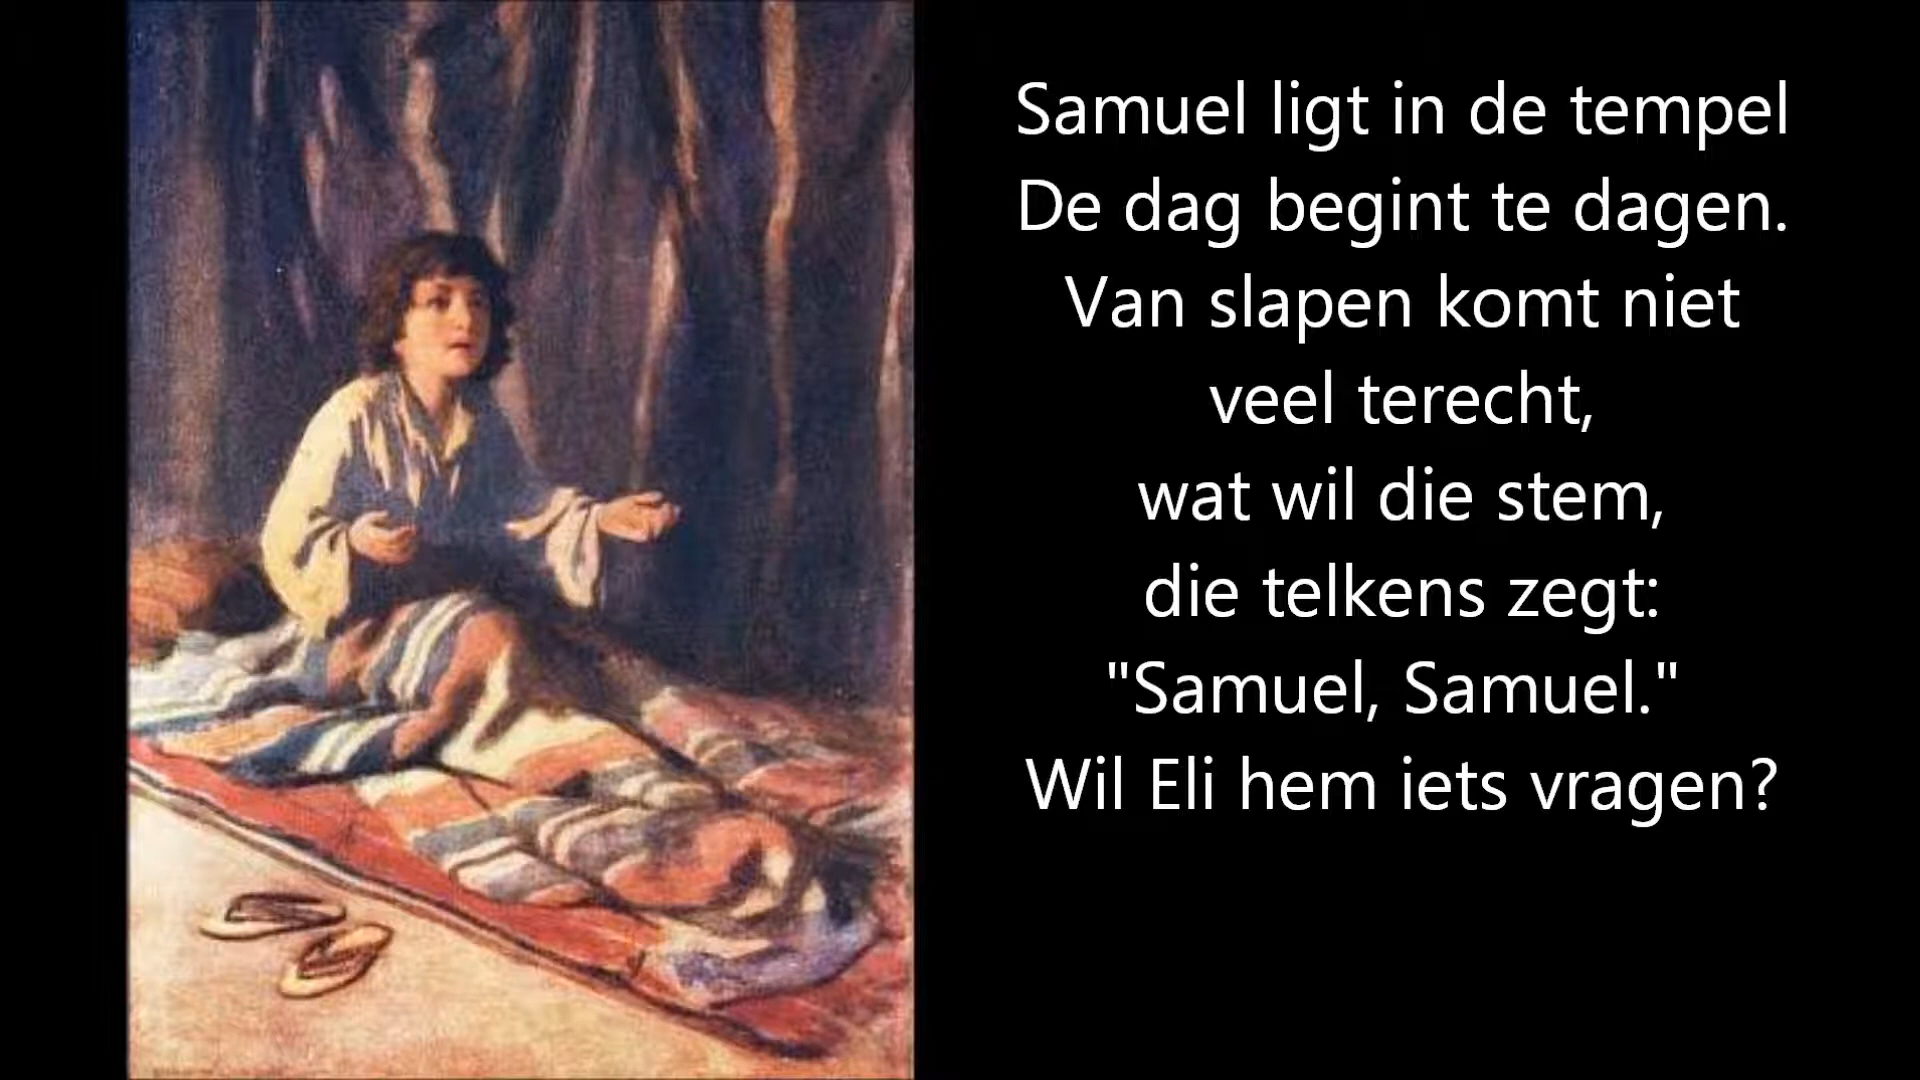 Samuel ligt in de tempel
De dag begint te dagen.
Van slapen komt niet
veel terecht,
wat wil die stem,
die telkens zegt:
"Samuel, Samuel."
Wil Eli hem iets vragen?